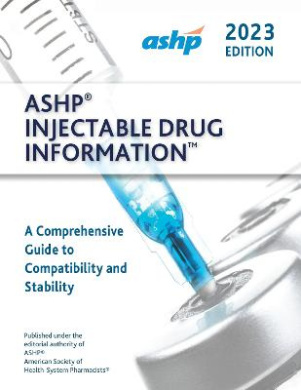 ashp
2023
EDITION
ASHP®
INJECTABLE DRUG
INFORMATION™
A Comprehensive
Guide to
Compatibility and
Stability
Published under the
editorial authority of
ASHP®
American Society of
Health-System Pharmacists®